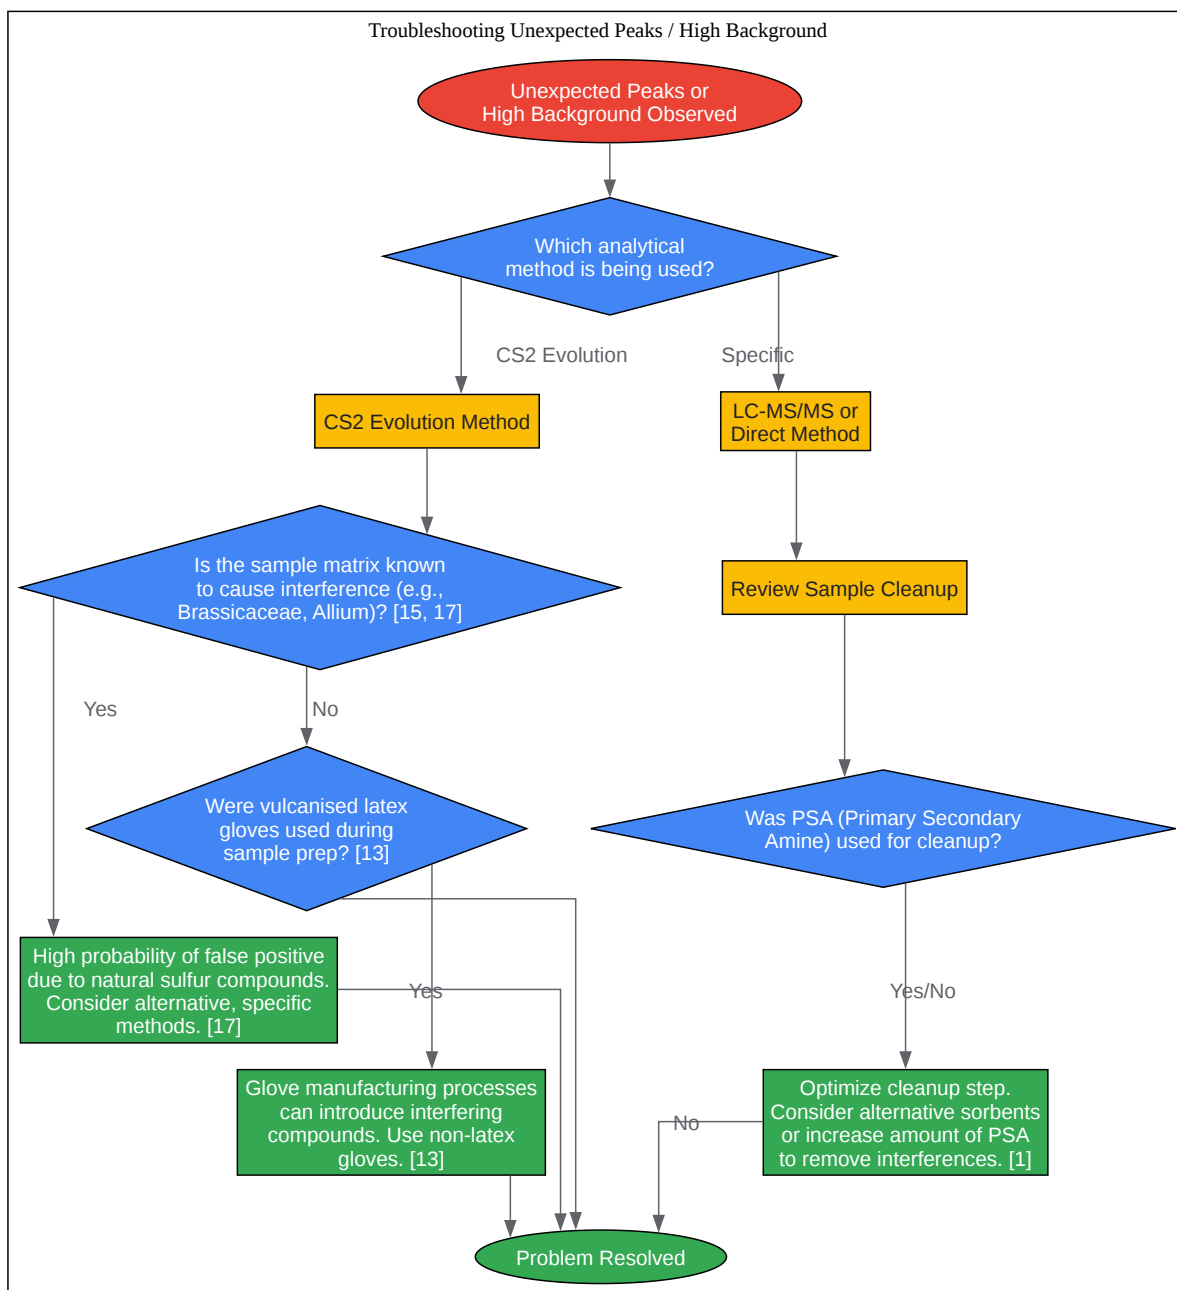 Troubleshooting Unexpected Peaks / High Background
Unexpected Peaks or
High Background Observed
Which analytical
method is being used?
CS2 Evolution
Specific
CS2 Evolution Method
LC-MS/MS or
Direct Method
Is the sample matrix known
to cause interference (e.g.,
Brassicaceae, Allium)? [15, 17]
Review Sample Cleanup
Yes
No
Were vulcanised latex
gloves used during
sample prep? [13]
Was PSA (Primary Secondary
Amine) used for cleanup?
High probability of false positive
due to natural sulfur compounds.
Consider alternative, specific
methods. [17]
Yes
Yes/No
Glove manufacturing processes
can introduce interfering
compounds. Use non-latex
gloves. [13]
No
Optimize cleanup step.
Consider alternative sorbents
or increase amount of PSA
to remove interferences. [1]
Problem Resolved